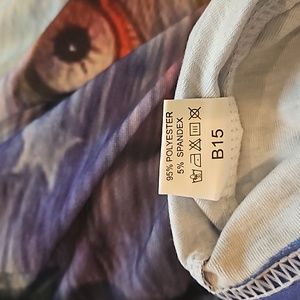 95% POLYESTER
5% SPANDEX
B15